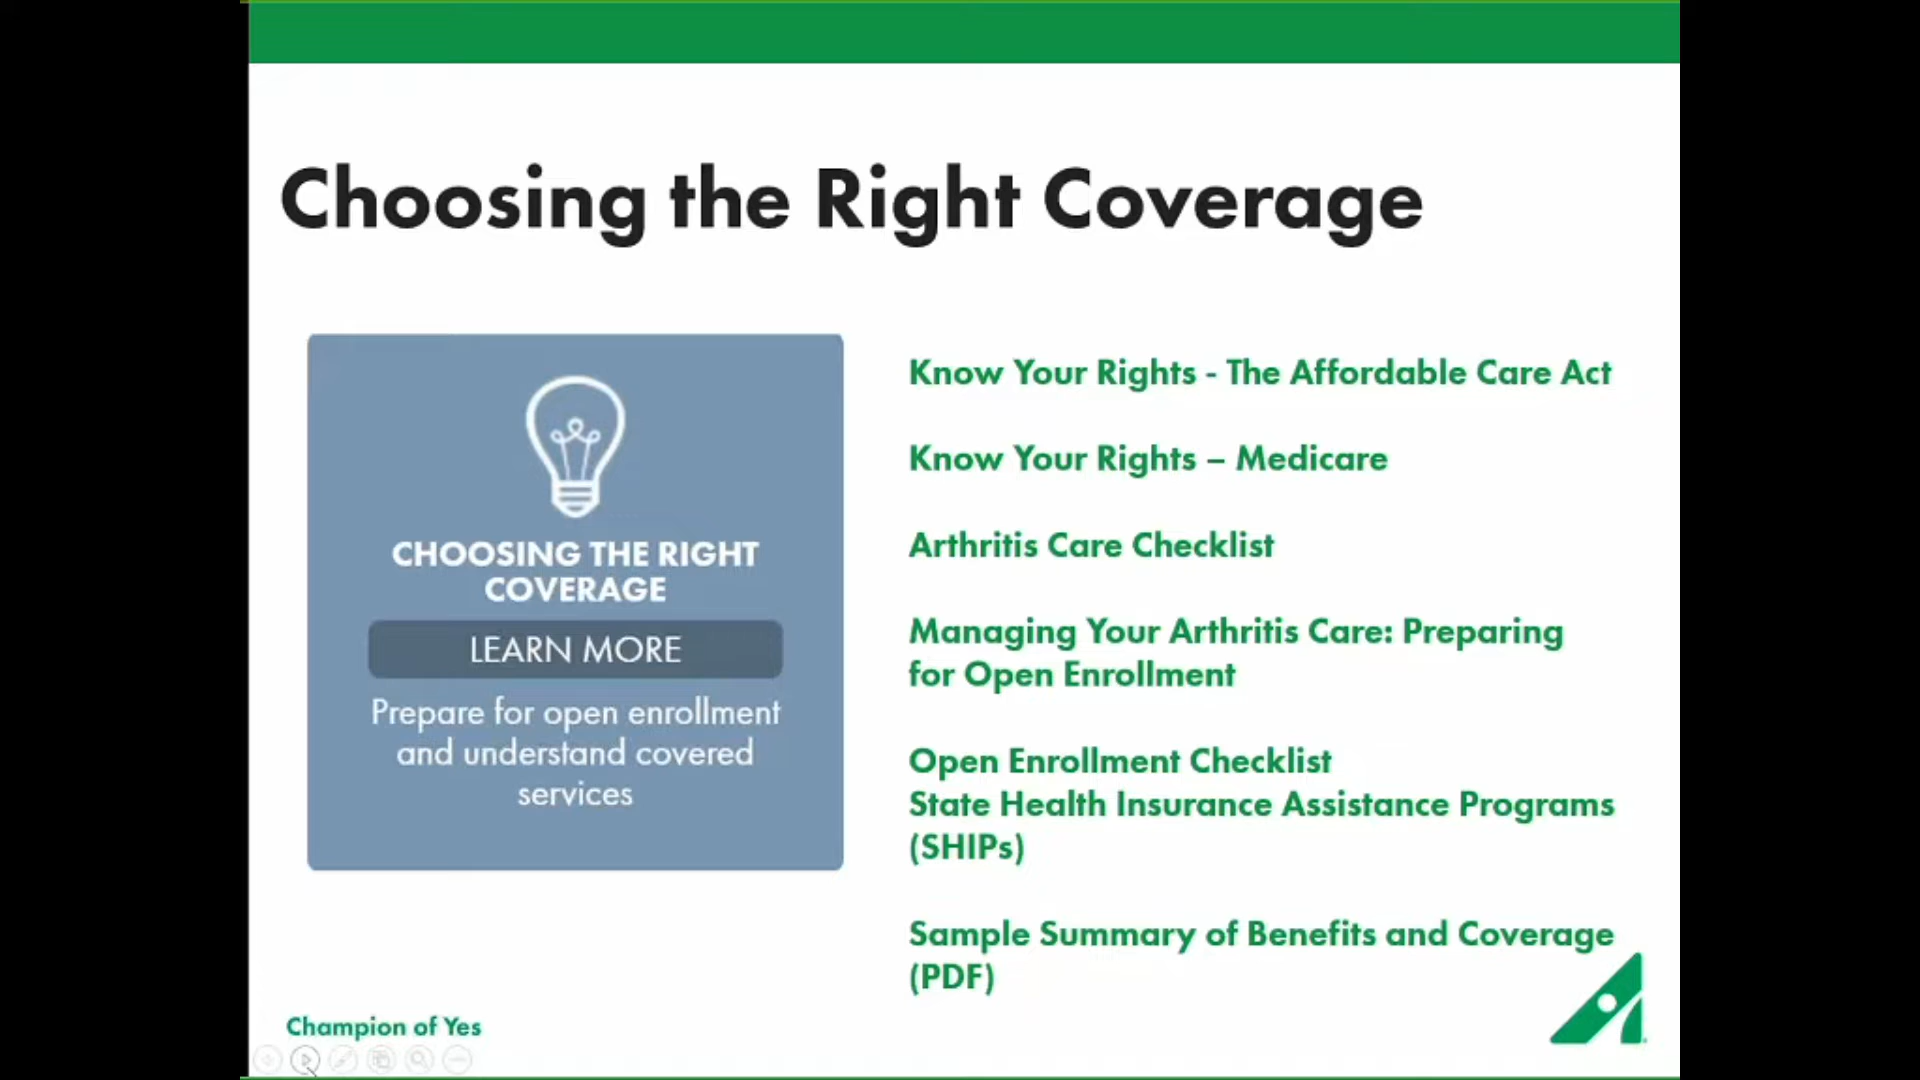 Choosing the Right Coverage
CHOOSING THE RIGHT
COVERAGE
LEARN MORE
Prepare for open enrollment
and understand covered
services
Know Your Rights - The Affordable Care Act
Know Your Rights – Medicare
Arthritis Care Checklist
Managing Your Arthritis Care: Preparing
for Open Enrollment
Open Enrollment Checklist
State Health Insurance Assistance Programs
(SHIPs)
Sample Summary of Benefits and Coverage
(PDF)
Champion of Yes